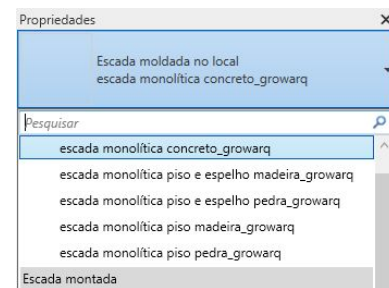 Propriedades
Escada moldada no local
escada monolítica concreto_growarq
Pesquisar
escada monolítica concreto_growarq
escada monolítica piso e espelho madeira_growarq
escada monolítica piso e espelho pedra_growarq
escada monolítica piso madeira_growarq
escada monolítica piso pedra_growarq
Escada montada